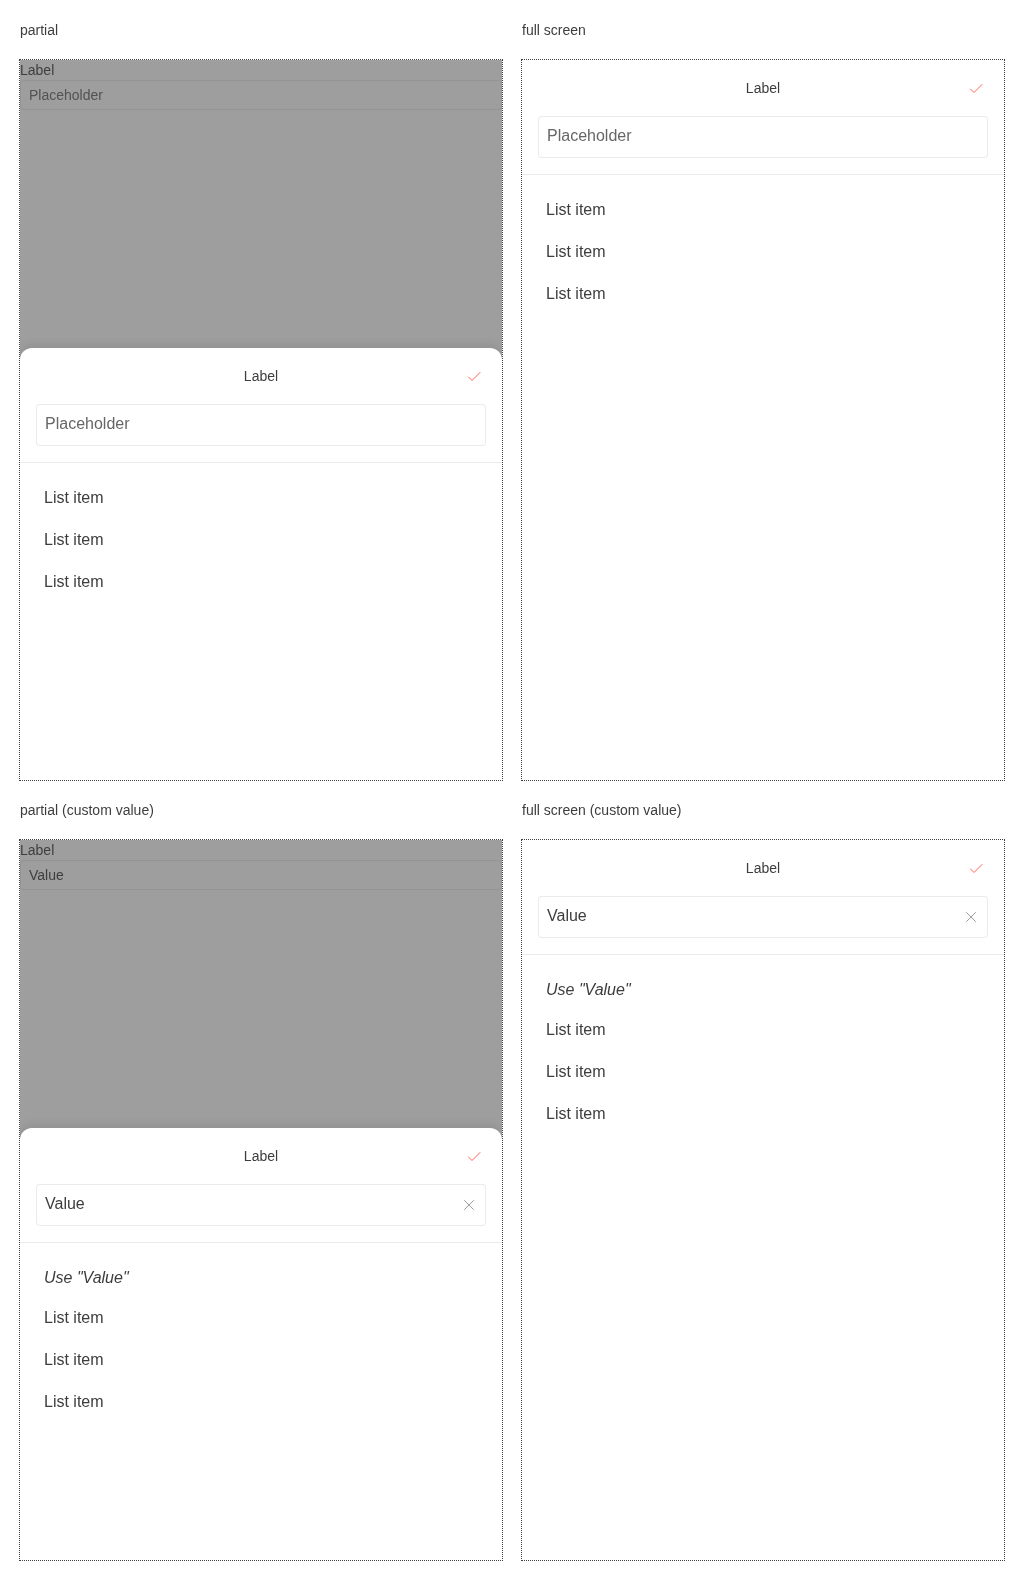 partial
Label
Placeholder
Label
Placeholder
List item
List item
List item
full screen
Label
Placeholder
List item
List item
List item
partial (custom value)
Label
Value
Label
Value
Use "Value"
List item
List item
List item
full screen (custom value)
Label
Value
Use "Value"
List item
List item
List item